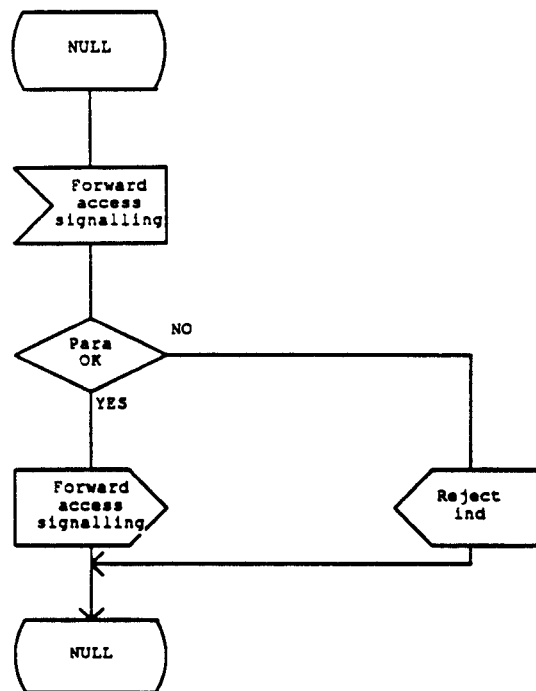 NULL
Forward
access
signalling
NO
Para
OK
YES
Forward
access
signalling
Reject
ind
NULL